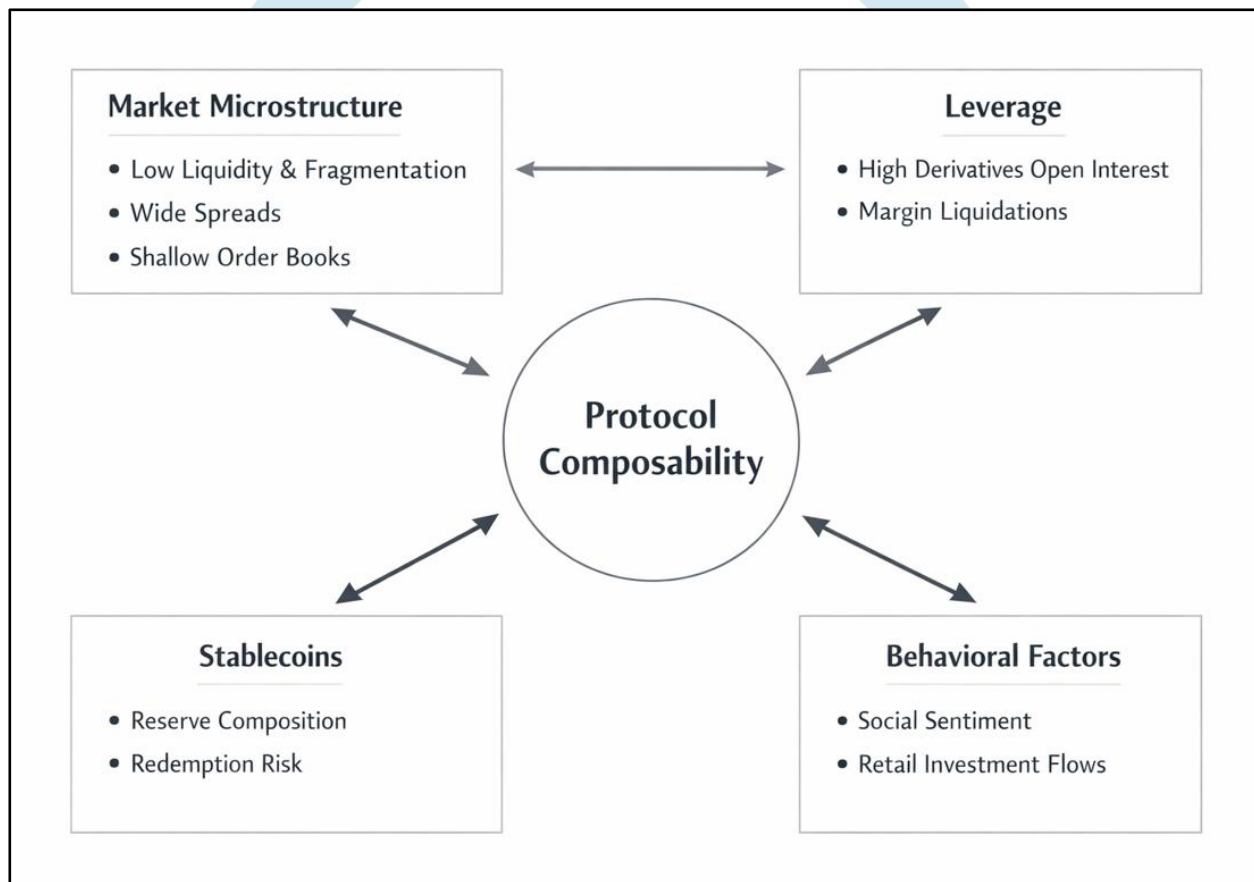 Market Microstructure
• Low Liquidity & Fragmentation
• Wide Spreads
• Shallow Order Books
Leverage
• High Derivatives Open Interest
• Margin Liquidations
Protocol
Composability
Stablecoins
• Reserve Composition
• Redemption Risk
Behavioral Factors
• Social Sentiment
• Retail Investment Flows